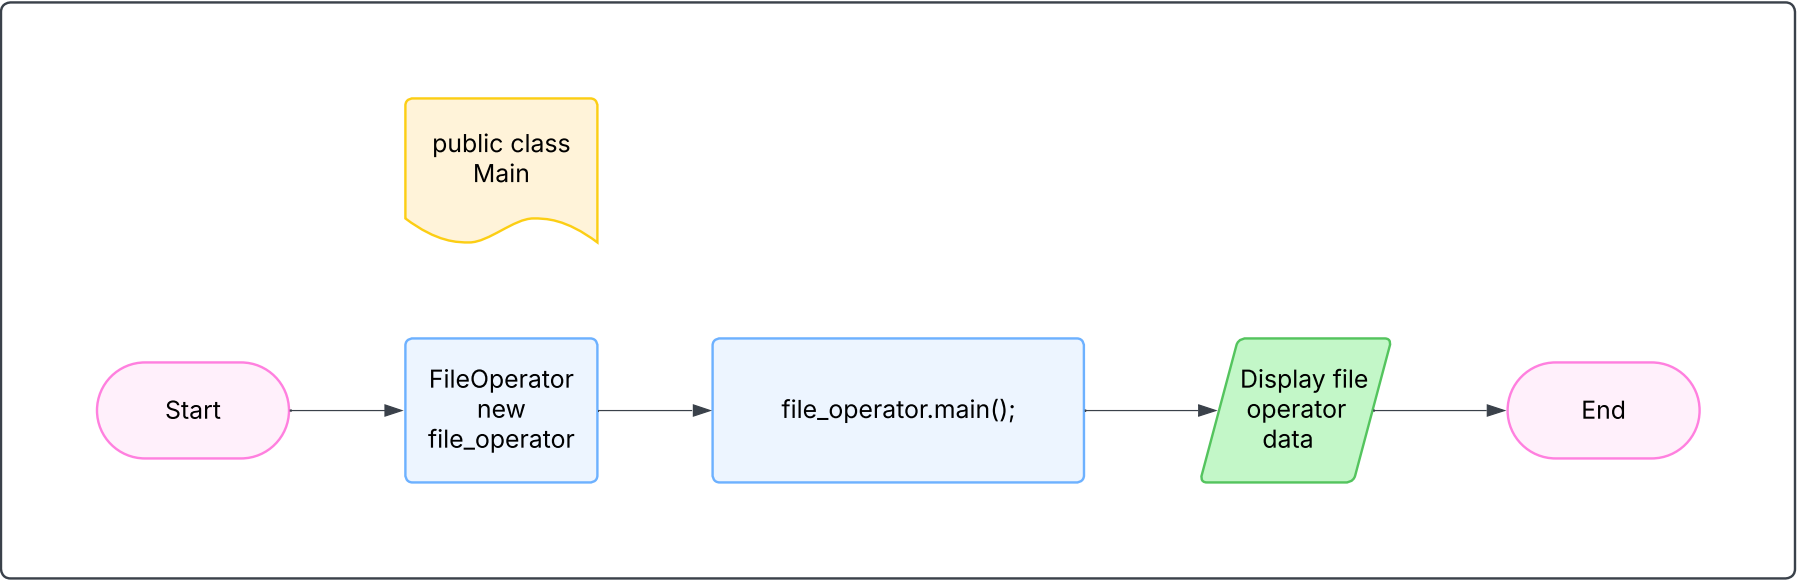 public class
Main
Start
FileOperator
new
file_operator
file_operator.main();
Display file
operator
data
End